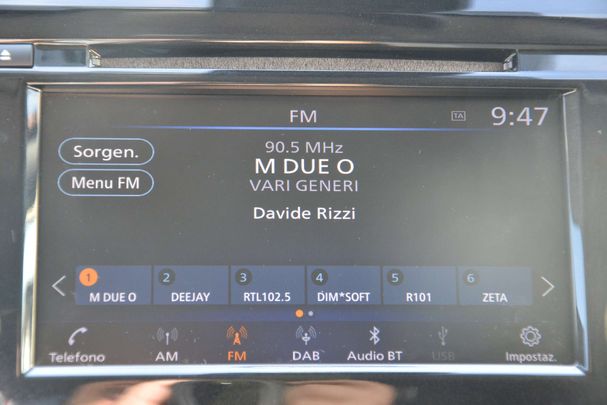 FM
TA
9:47
Sorgen.
90.5 MHz
M DUE O
Menu FM
VARI GENERI
Davide Rizzi
1 2 3 4 5 6
M DUE O DEEJAY RTL102.5 DIM*SOFT R101 ZETA
Telefono AM FM DAB Audio BT USB Impostaz.